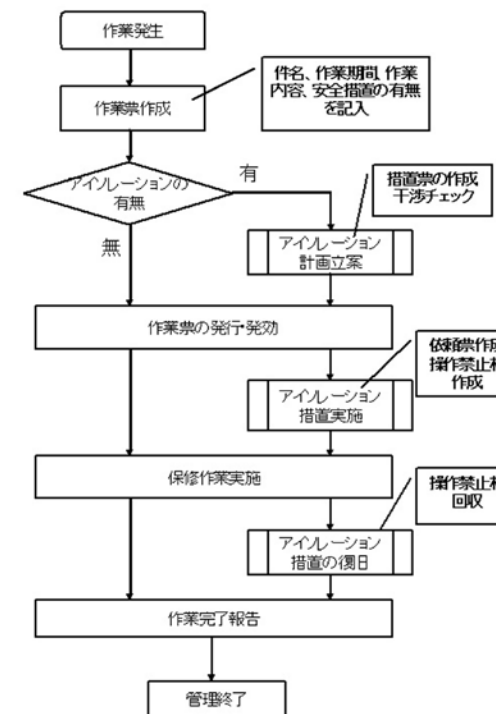 作業発生
件名、作業期間、作業
内容、安全措置の有無
を記入
作業票作成
アイソレーションの
有無
有
措置票の作成
干渉チェック
無
アイソレーション
計画立案
作業票の発行・発効
依頼票作成
操作禁止札
作成
アイソレーション
措置実施
保修作業実施
操作禁止札
回収
アイソレーション
措置の復旧
作業完了報告
管理終了